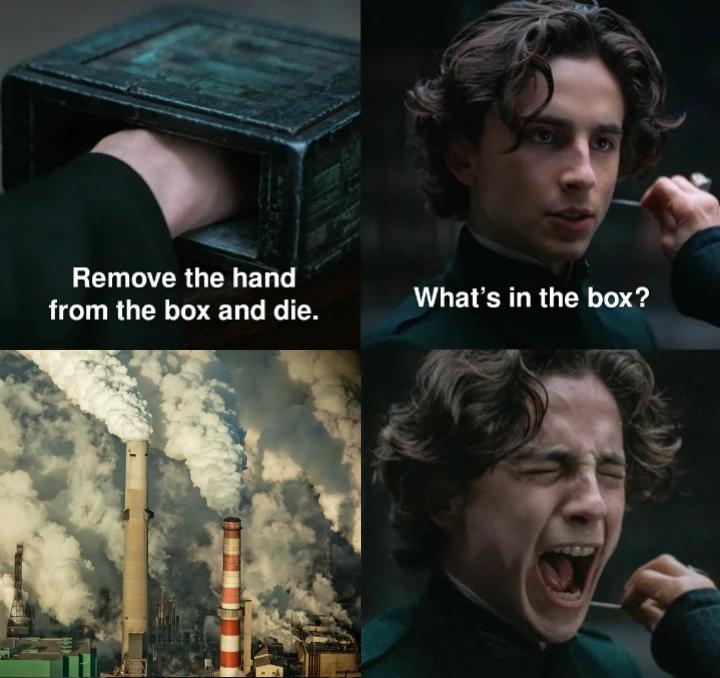 Remove the hand
from the box and die.
What's in the box?